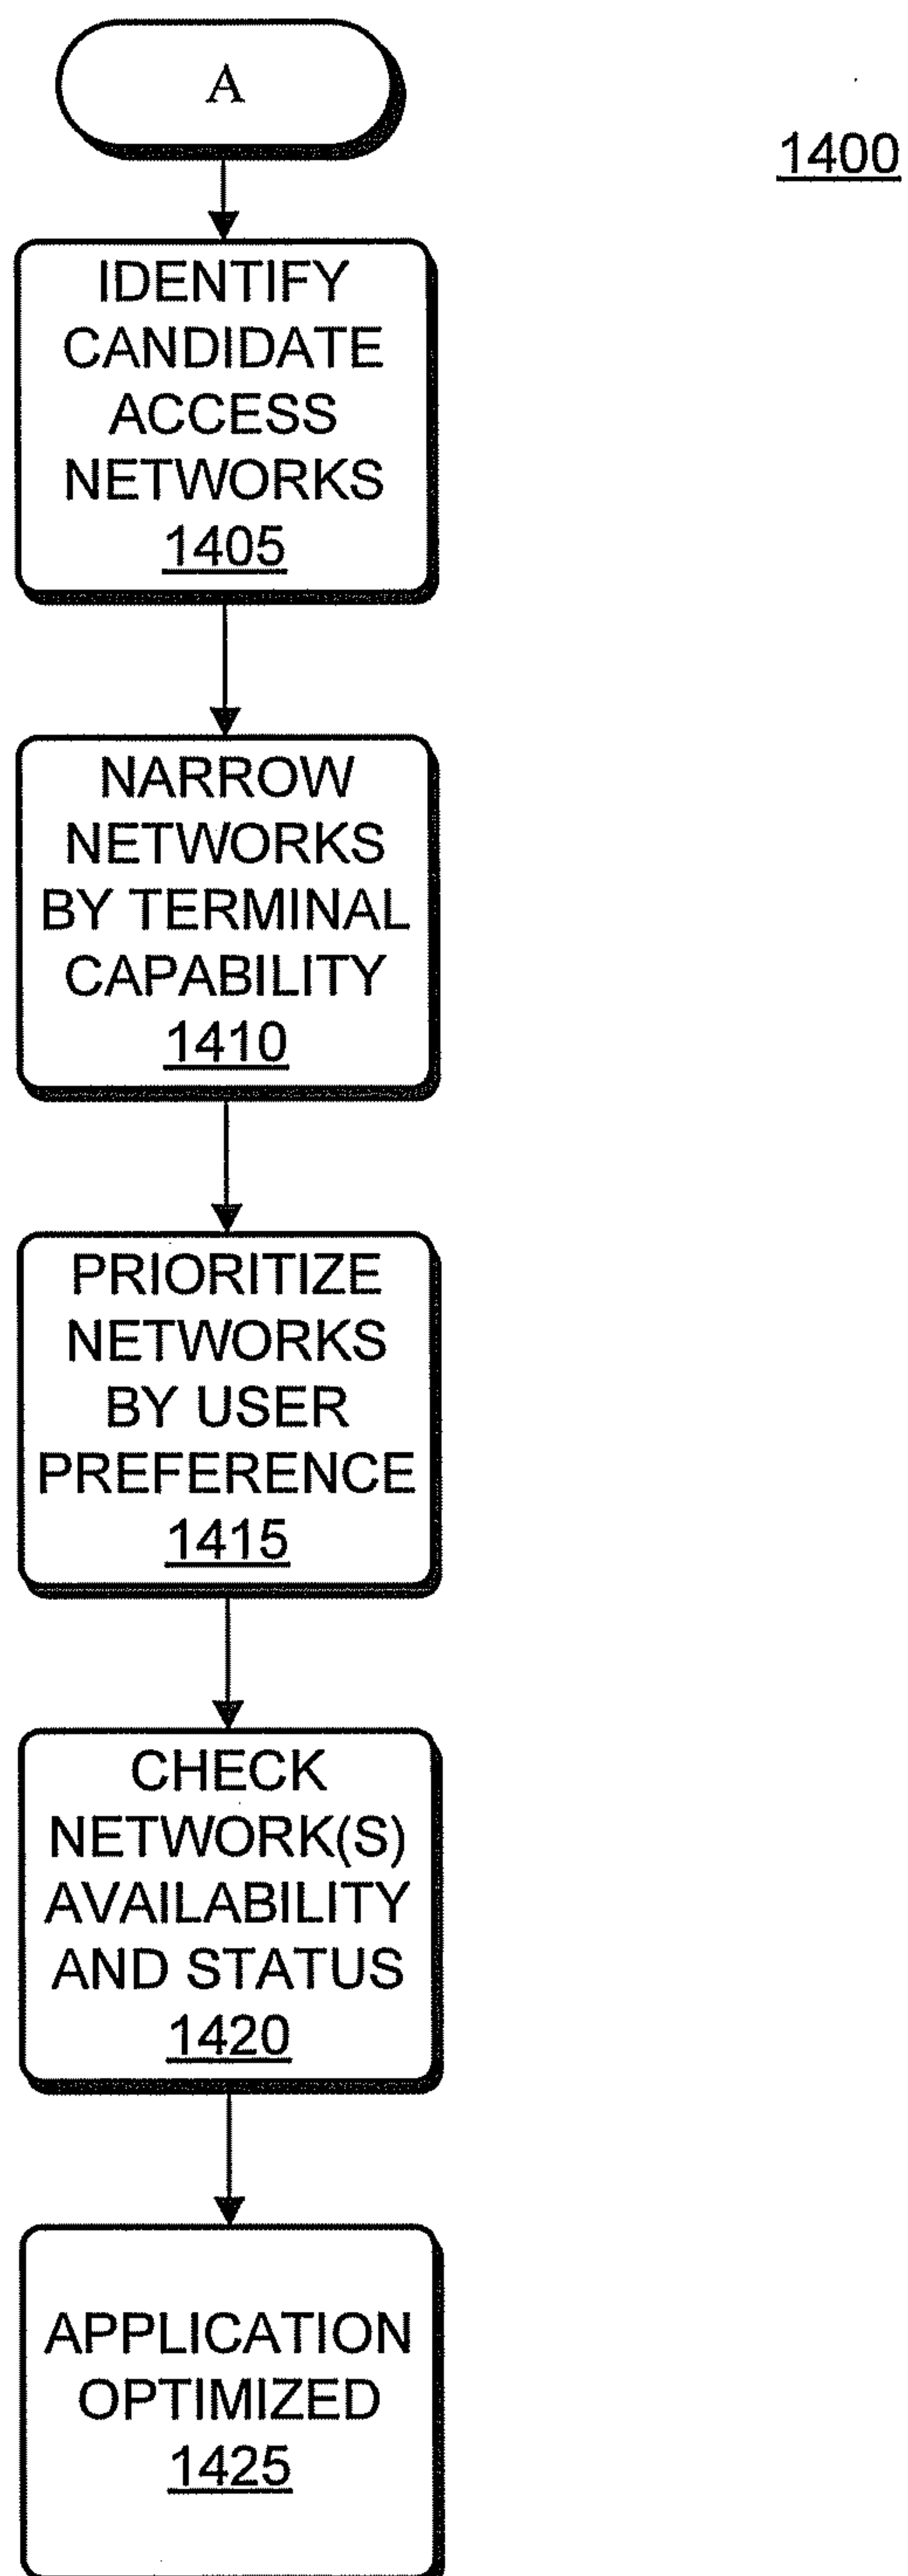 A
1400
IDENTIFY
CANDIDATE
ACCESS
NETWORKS
1405
NARROW
NETWORKS
BY TERMINAL
CAPABILITY
1410
PRIORITIZE
NETWORKS
BY USER
PREFERENCE
1415
CHECK
NETWORK(S)
AVAILABILITY
AND STATUS
1420
APPLICATION
OPTIMIZED
1425